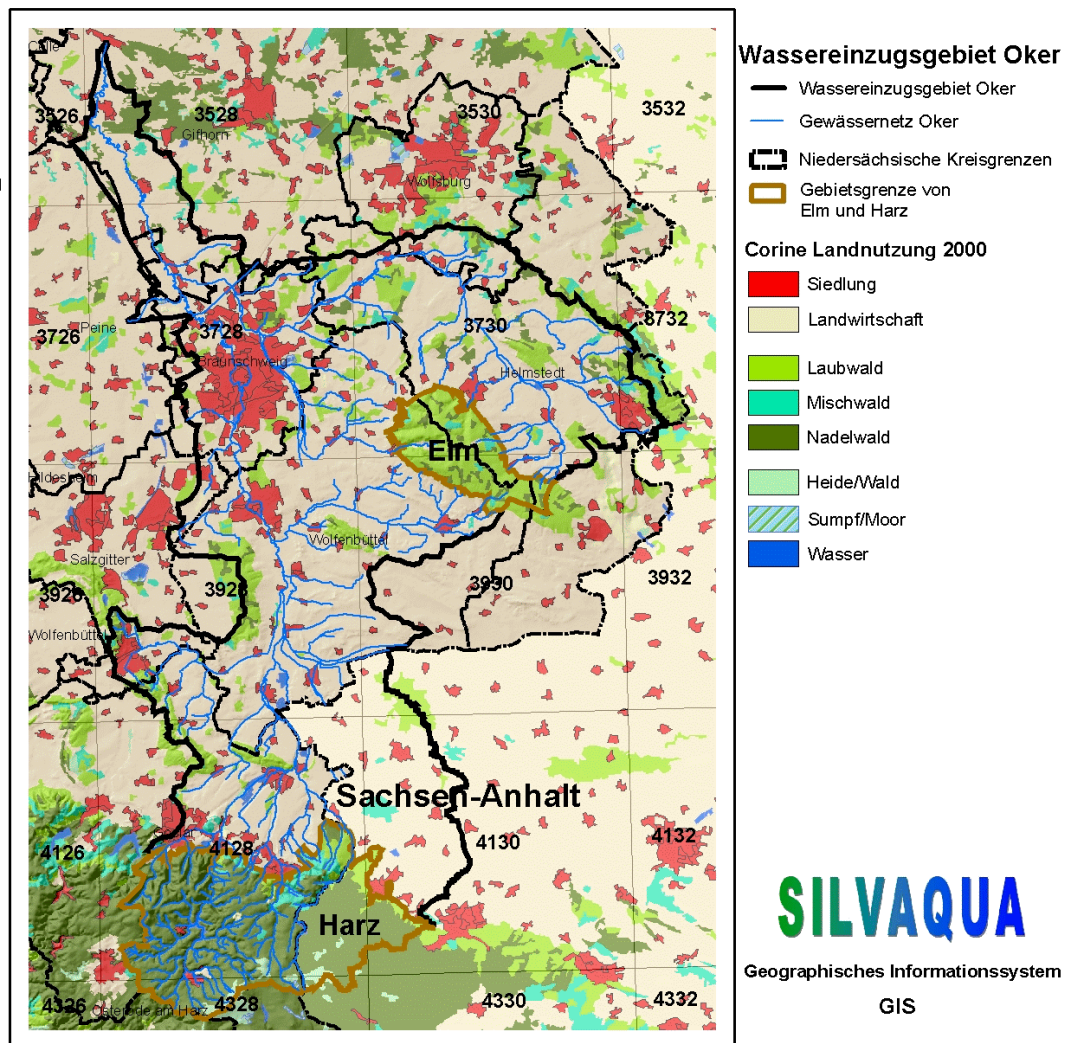 Wassereinzugsgebiet Oker
Wassereinzugsgebiet Oker
Gewässernetz Oker
Niedersächsische Kreisgrenzen
Gebietsgrenze von
Elm und Harz
Corine Landnutzung 2000
Siedlung
Landwirtschaft
Laubwald
Mischwald
Nadelwald
Heide/Wald
Sumpf/Moor
Wasser
SILVAQUA
Geographisches Informationssystem
GIS
Celle
3526
3528
3530
3532
Gifhorn
Wolfsburg
Peine
3726
3728
3730
3732
Braunschweig
Helmstedt
Elm
Hildesheim
Wolfenbüttel
Salzgitter
3926
3928
3930
3932
Wolfenbüttel
Sachsen-Anhalt
Goslar
4126
4128
4130
4132
Harz
4326
4328
4330
4332
Osterode am Harz